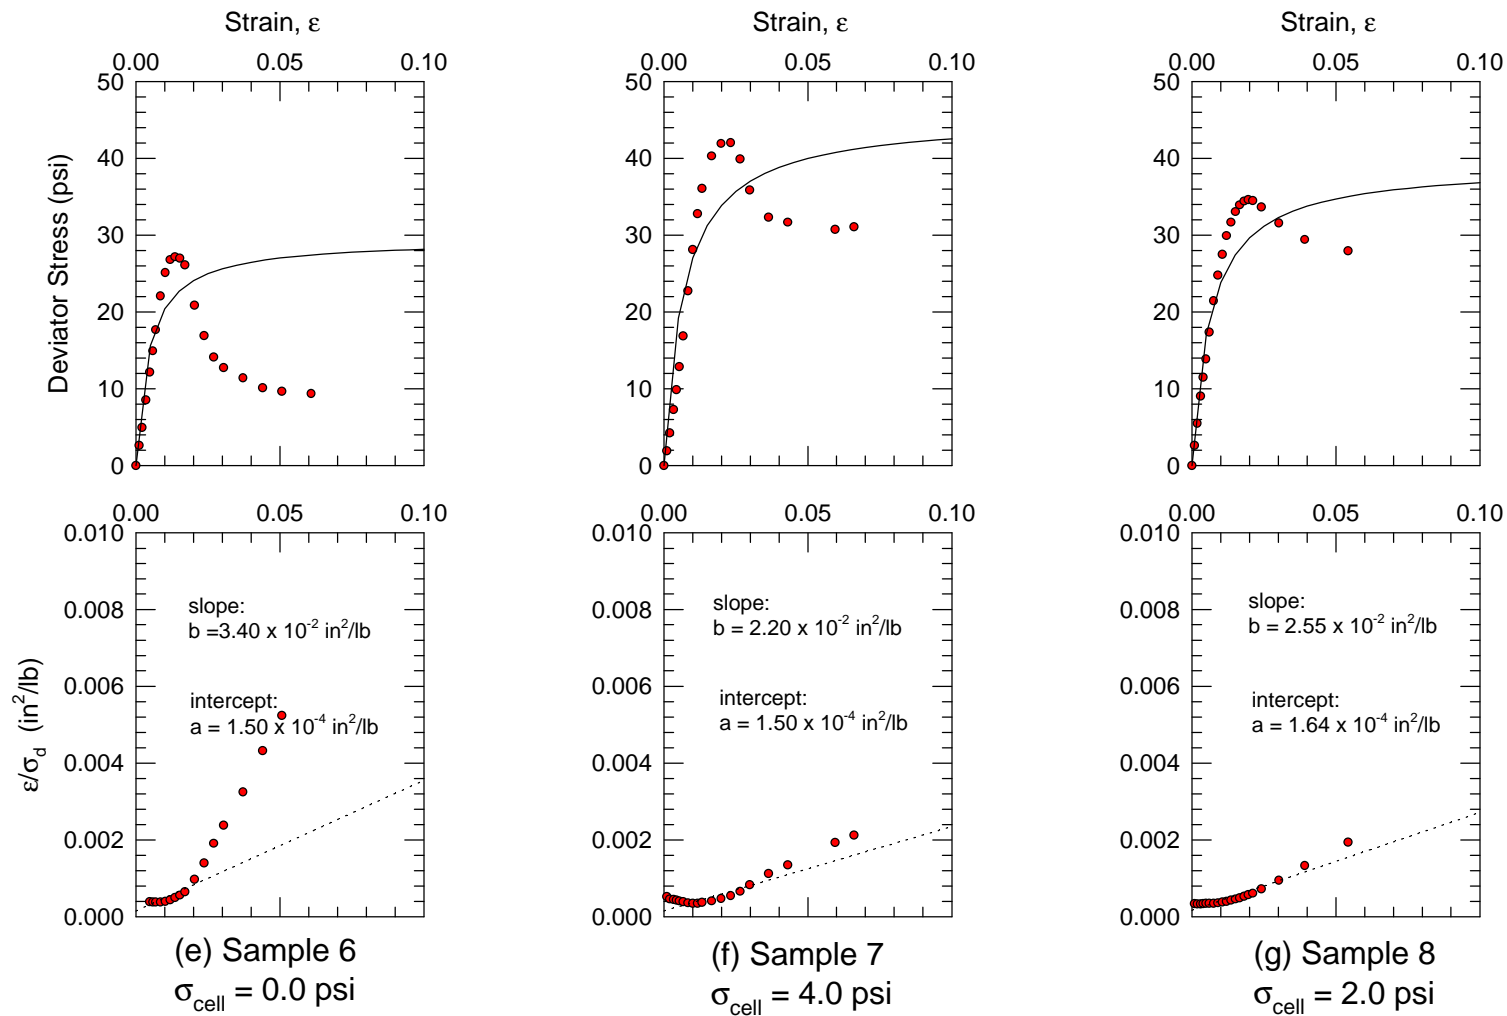 Strain, ε
Strain, ε
Strain, ε
0.00 0.05 0.10
0.00 0.05 0.10
0.00 0.05 0.10
Deviator Stress (psi)
50
40
30
20
10
0
50
40
30
20
10
0
50
40
30
20
10
0
0.00 0.05 0.10
0.00 0.05 0.10
0.00 0.05 0.10
ε/σd (in²/lb)
0.010
0.008
0.006
0.004
0.002
0.000
slope:
b =3.40 x 10⁻² in²/lb
intercept:
a = 1.50 x 10⁻⁴ in²/lb
0.010
0.008
0.006
0.004
0.002
0.000
slope:
b = 2.20 x 10⁻² in²/lb
intercept:
a = 1.50 x 10⁻⁴ in²/lb
0.010
0.008
0.006
0.004
0.002
0.000
slope:
b = 2.55 x 10⁻² in²/lb
intercept:
a = 1.64 x 10⁻⁴ in²/lb
(e) Sample 6
σcell = 0.0 psi
(f) Sample 7
σcell = 4.0 psi
(g) Sample 8
σcell = 2.0 psi